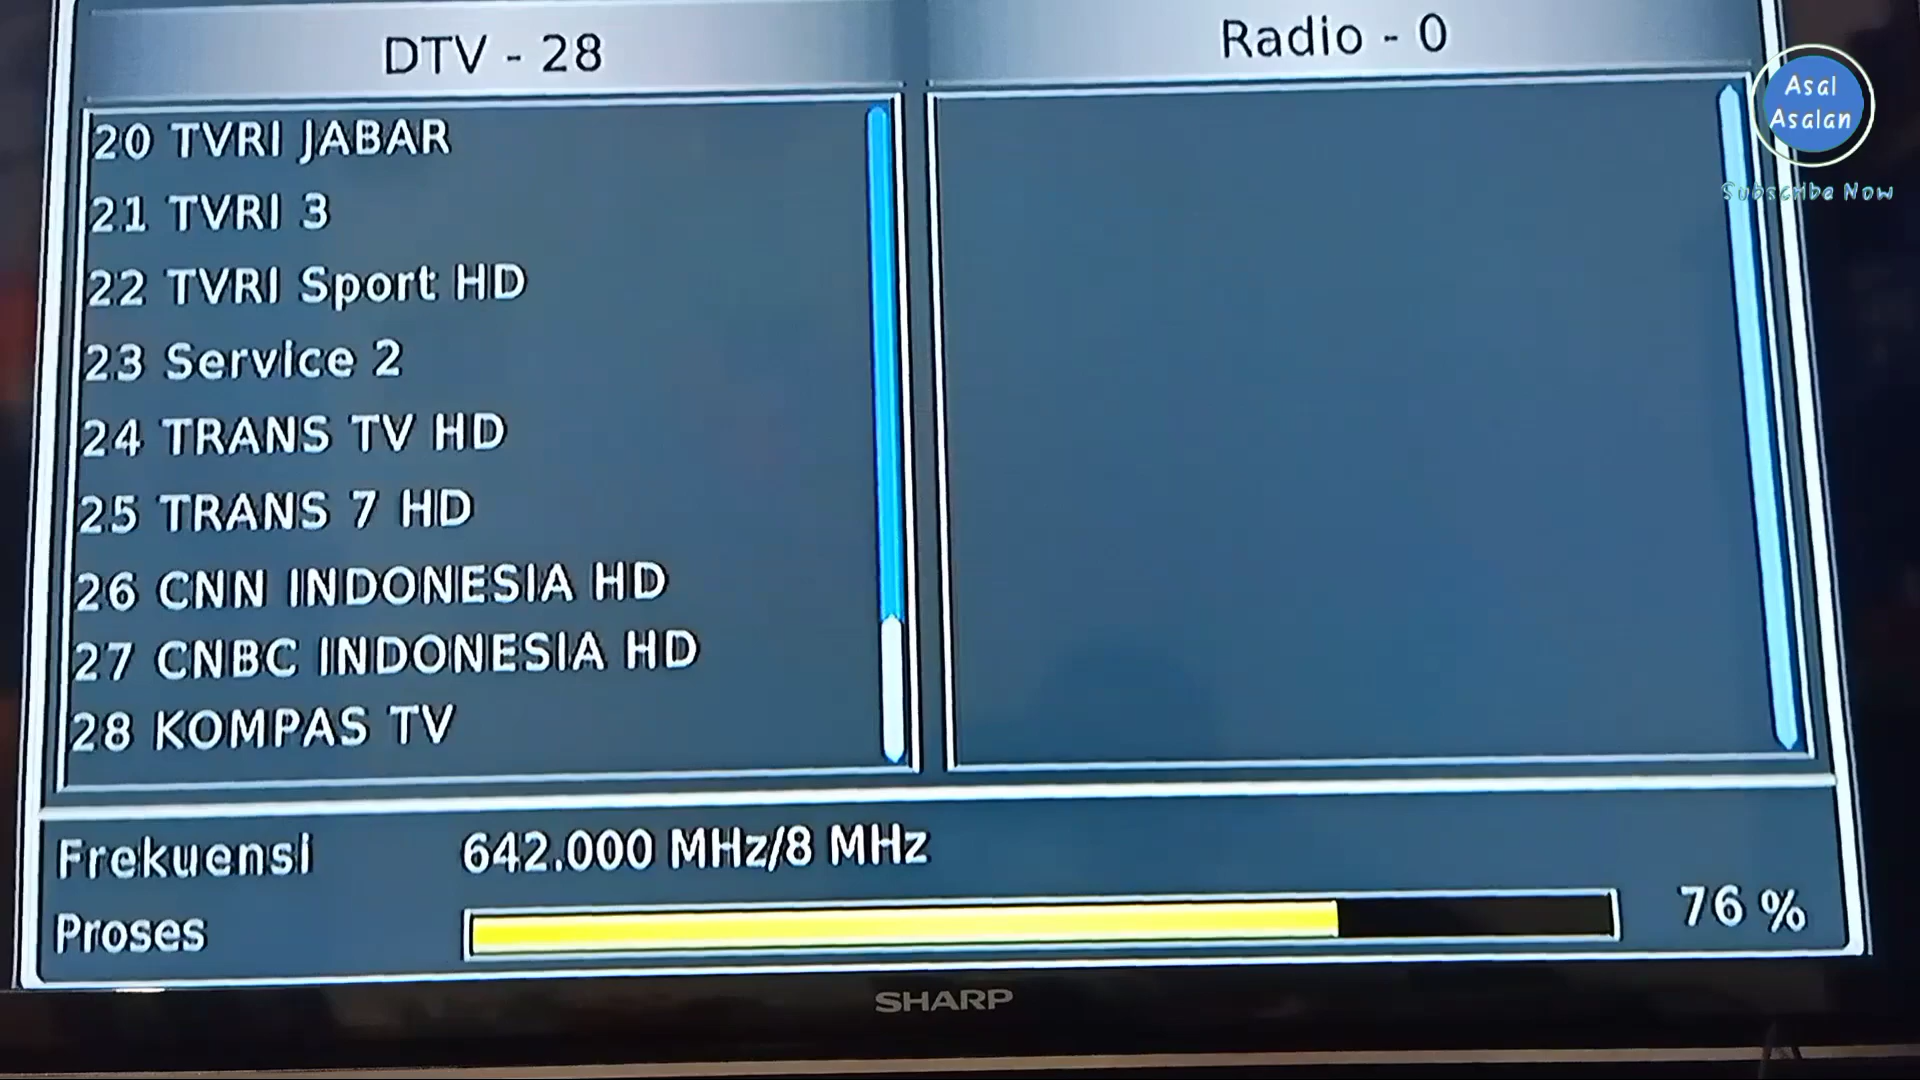 DTV - 28
Radio - 0
Asal
Asalan
Subscribe Now
20 TVRI JABAR
21 TVRI 3
22 TVRI Sport HD
23 Service 2
24 TRANS TV HD
25 TRANS 7 HD
26 CNN INDONESIA HD
27 CNBC INDONESIA HD
28 KOMPAS TV
Frekuensi 642.000 MHz/8 MHz
Proses 76 %
SHARP